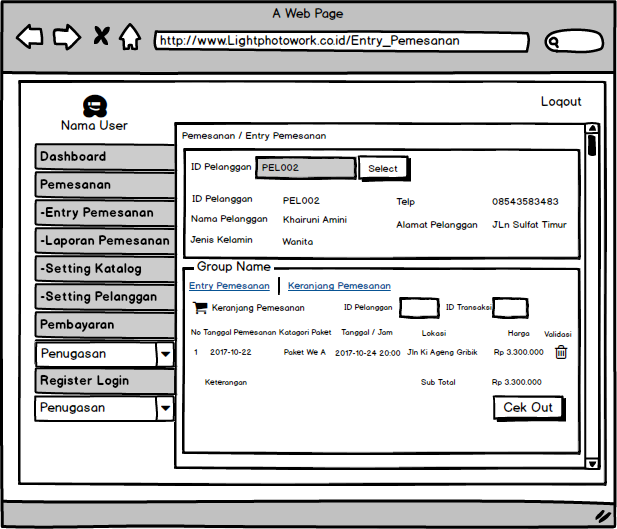 A Web Page
http://www.Lightphotowork.co.id/Entry_Pemesanan
Logout
Nama User
Dashboard
Pemesanan
-Entry Pemesanan
-Laporan Pemesanan
-Setting Katalog
-Setting Pelanggan
Pembayaran
Penugasan
Register Login
Penugasan
Pemesanan / Entry Pemesanan
ID Pelanggan PEL002 Select
ID Pelanggan PEL002 Telp 08543583483
Nama Pelanggan Khairuni Amini Alamat Pelanggan JLn Sulfat Timur
Jenis Kelamin Wanita
Group Name
Entry Pemesanan Keranjang Pemesanan
Keranjang Pemesanan ID Pelanggan ID Transaksi
No Tanggal Pemesanan Katagori Paket Tanggal / Jam Lokasi Harga Validasi
1 2017-10-22 Paket We A 2017-10-24 20:00 Jln Ki Ageng Gribik Rp 3.300.000
Keterangan Sub Total Rp 3.300.000
Cek Out